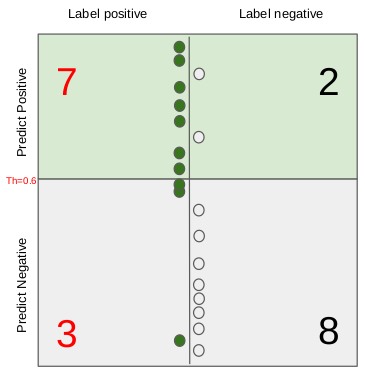 Label positive
Label negative
Predict Positive
7
2
Th=0.6
Predict Negative
3
8